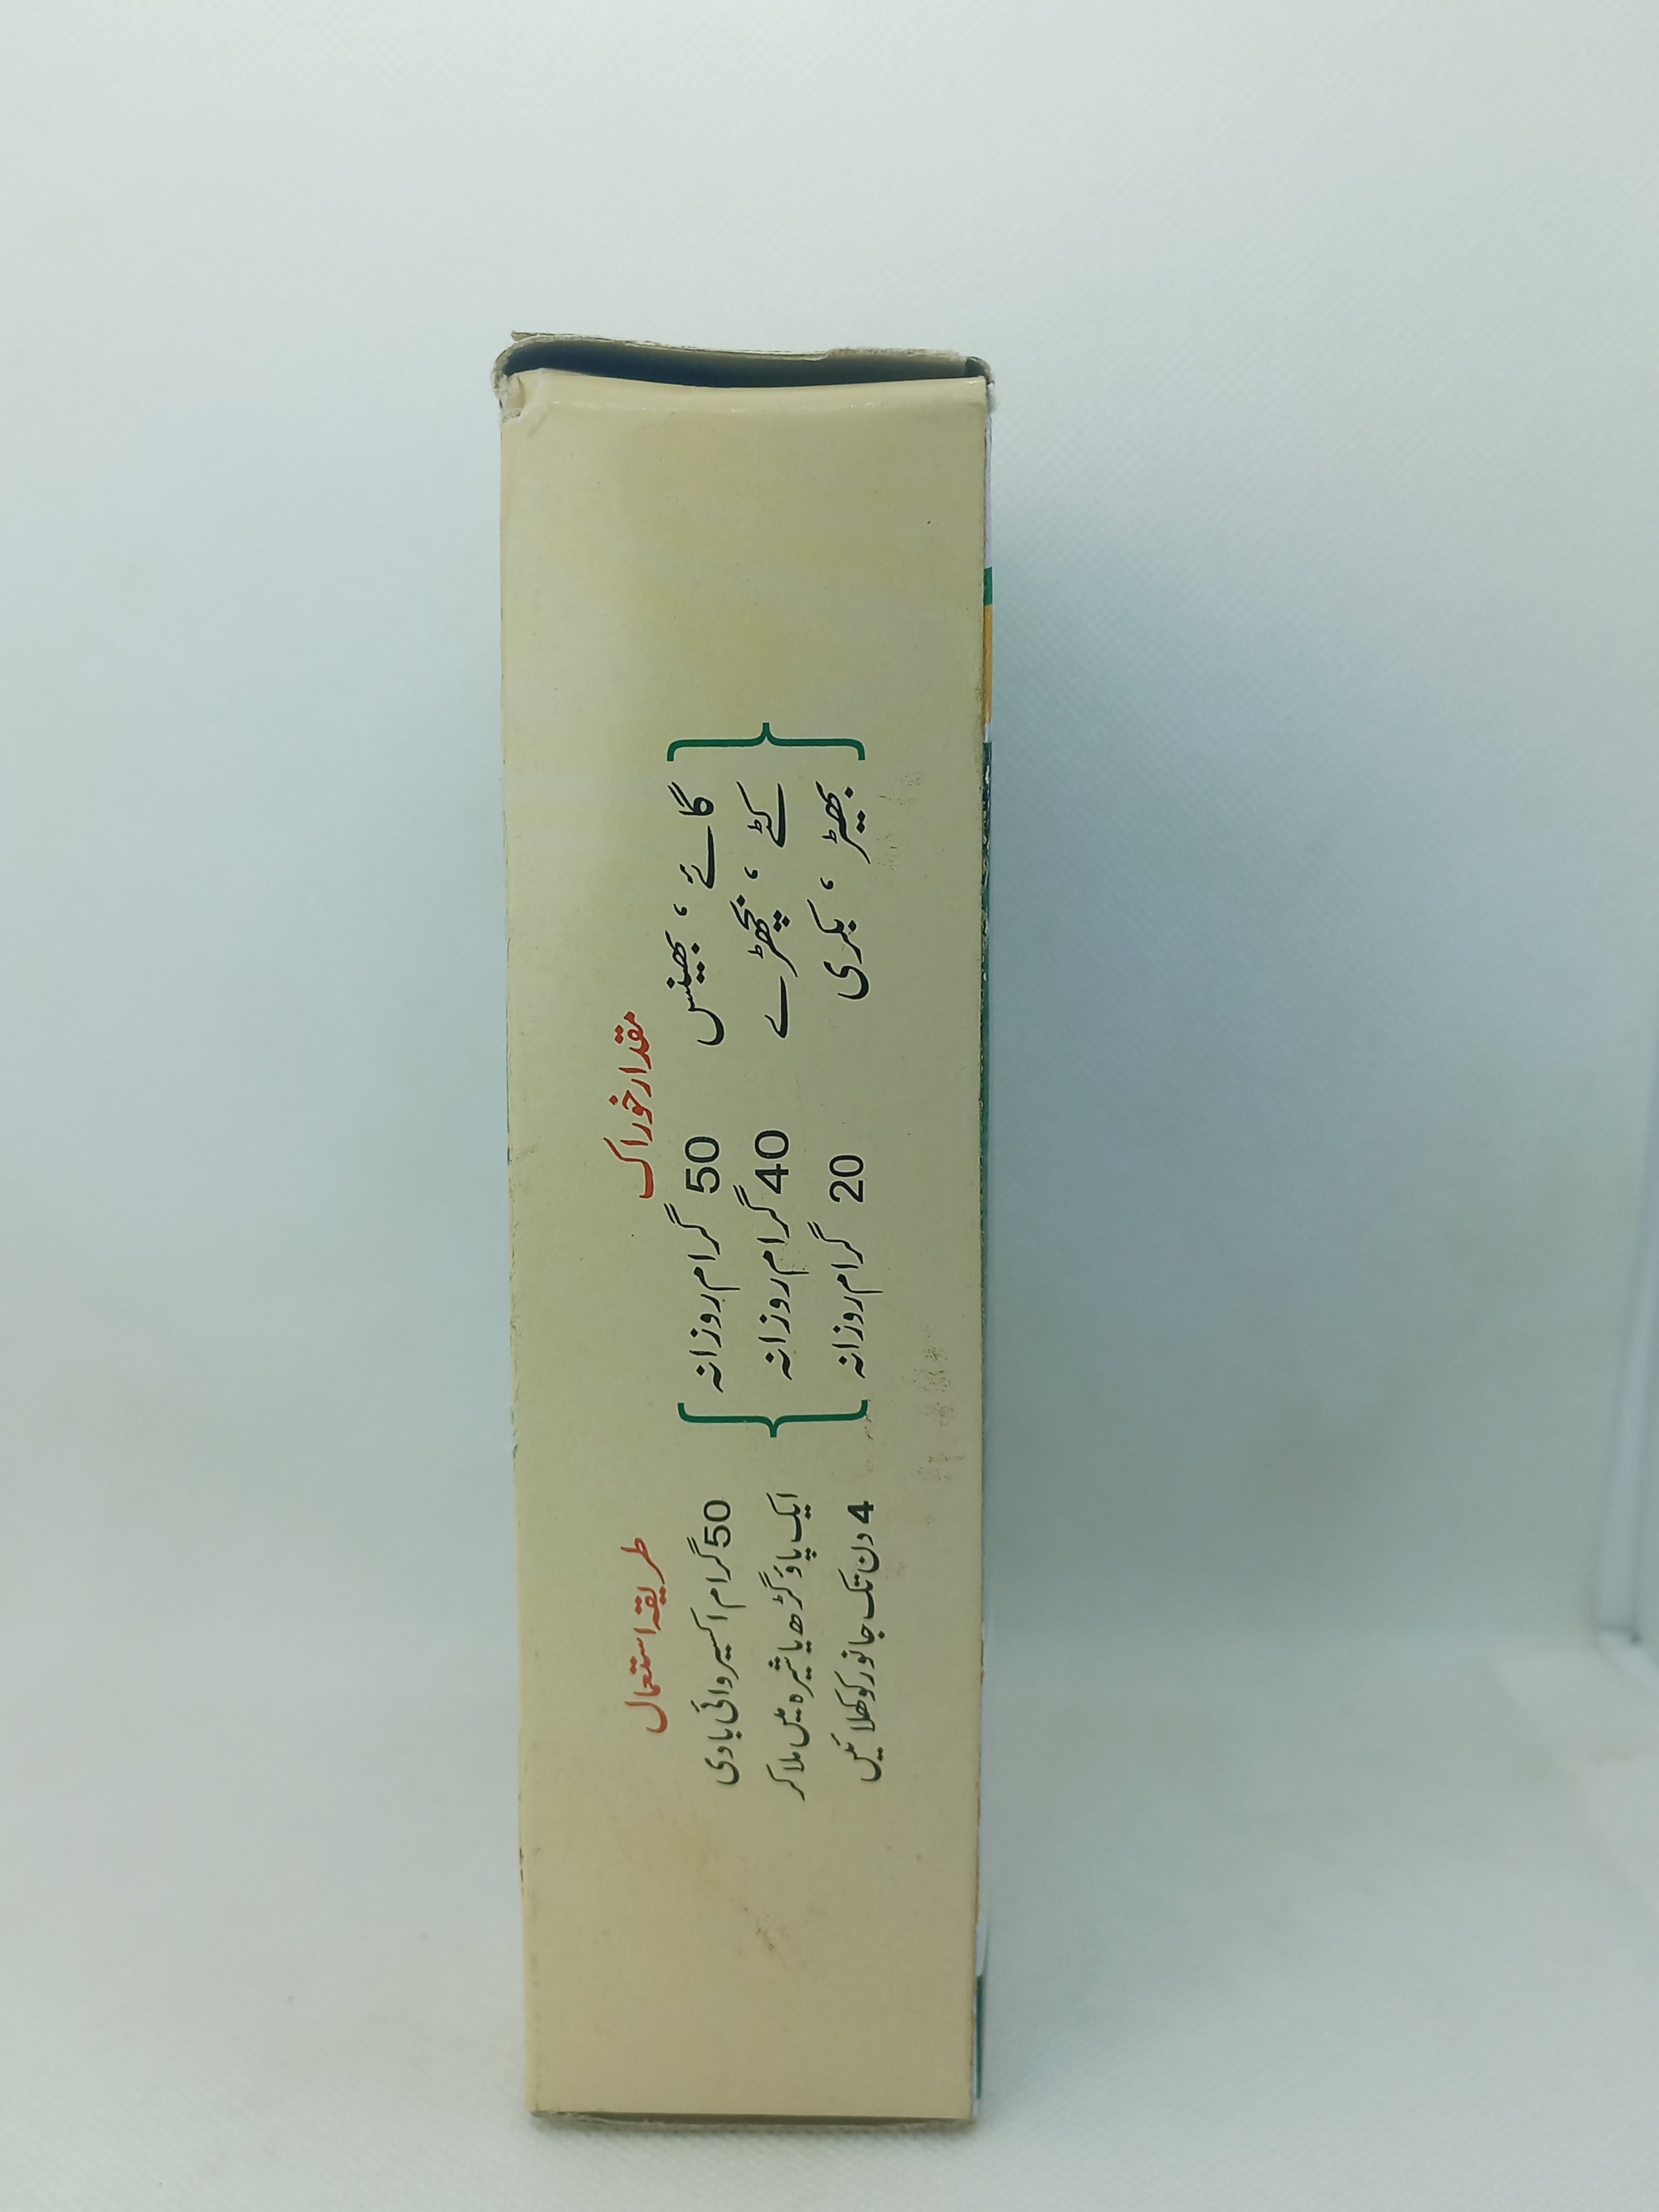 مقدار خوراک
گائے ، بھینس 50 گرام روزانہ
کٹے ، بچھڑے 40 گرام روزانہ
بھیڑ ، بکری 20 گرام روزانہ
طریقہ استعمال
50 گرام اکسیر وائی بادی
ایک پاؤ گڑھ یا شیرہ میں ملا کر
4 دن تک جانور کو کھلائیں